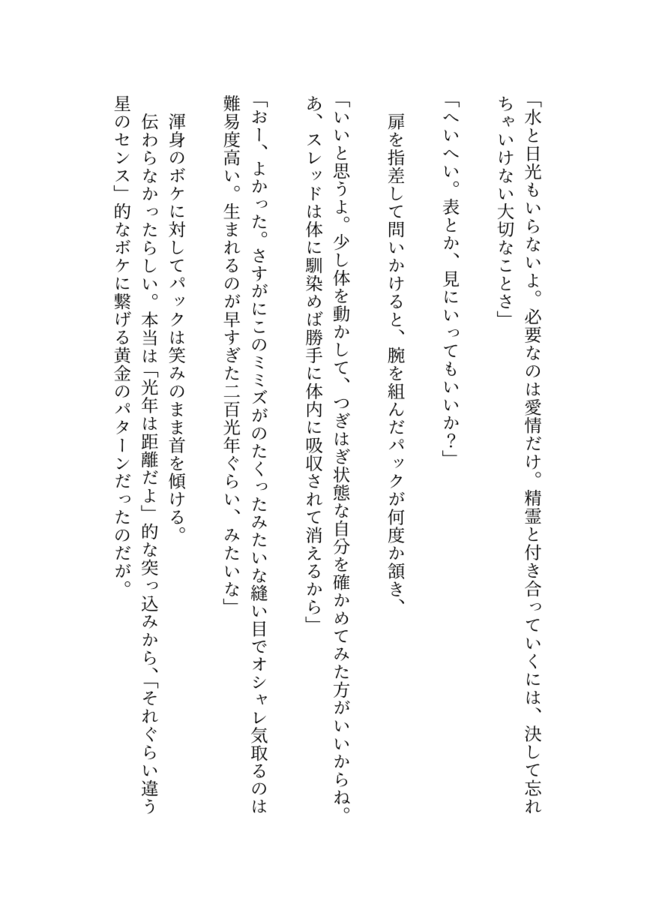 「水と日光もいらないよ。必要なのは愛情だけ。精霊と付き合っていくには、決して忘れ
ちゃいけない大切なことさ」
「へいへい。表とか、見にいってもいいか？」
扉を指差して問いかけると、腕を組んだパックが何度か頷き、
「いいと思うよ。少し体を動かして、つぎはぎ状態な自分を確かめてみた方がいいからね。
あ、スレッドは体に馴染めば勝手に体内に吸収されて消えるから」
「おー、よかった。さすがにこのミミズがのたくったみたいな縫い目でオシャレ気取るのは
難易度高い。生まれるのが早すぎた二百光年ぐらい、みたいな」
渾身のボケに対してパックは笑みのまま首を傾ける。
伝わらなかったらしい。本当は「光年は距離だよ」的な突っ込みから、「それぐらい違う
星のセンス」的なボケに繋げる黄金のパターンだったのだが。